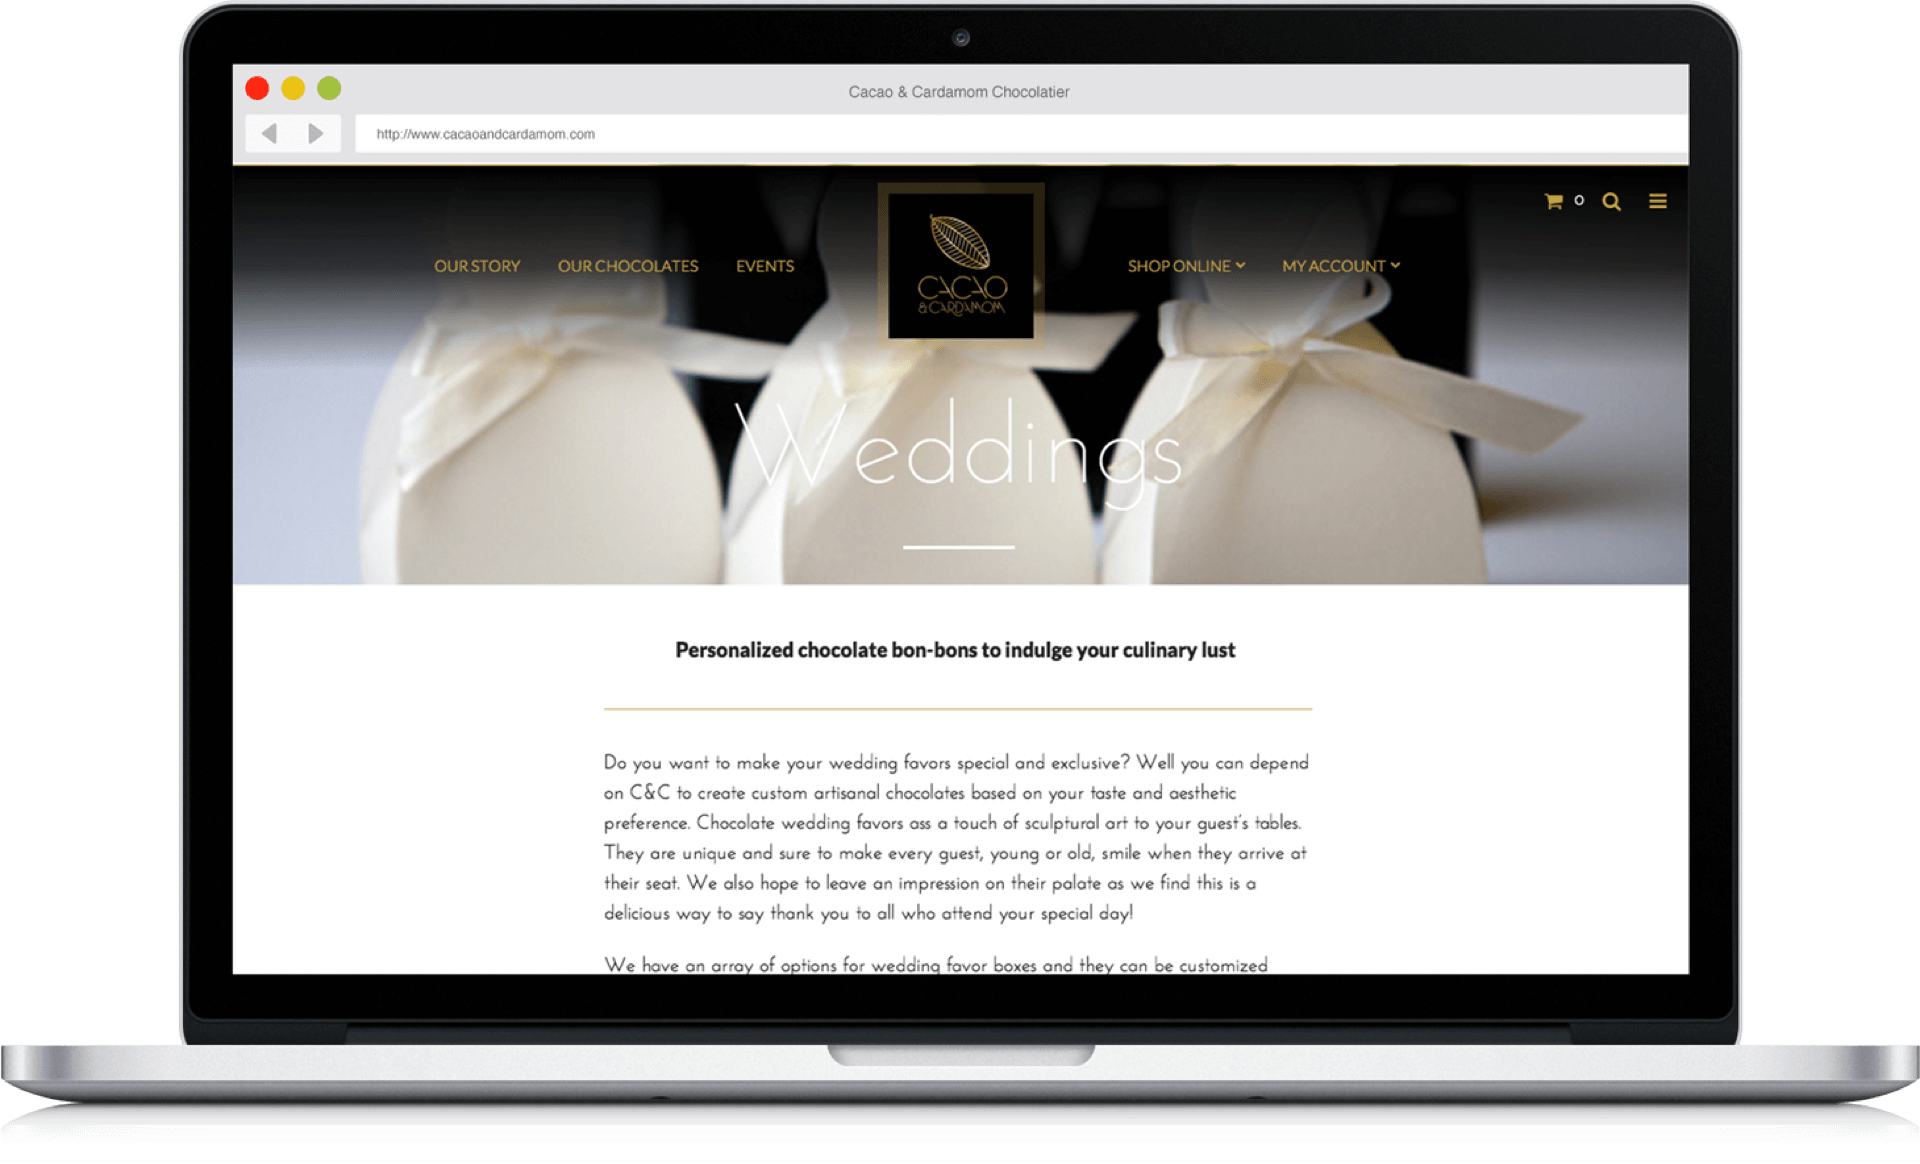 Cacao & Cardamom Chocolatier
http://www.cacaoandcardamom.com
0
OUR STORY OUR CHOCOLATES EVENTS
CACAO
& CARDAMOM
SHOP ONLINE MY ACCOUNT
Weddings
Personalized chocolate bon-bons to indulge your culinary lust
Do you want to make your wedding favors special and exclusive? Well you can depend
on C&C to create custom artisanal chocolates based on your taste and aesthetic
preference. Chocolate wedding favors ass a touch of sculptural art to your guest's tables.
They are unique and sure to make every guest, young or old, smile when they arrive at
their seat. We also hope to leave an impression on their palate as we find this is a
delicious way to say thank you to all who attend your special day!
We have an array of options for wedding favor boxes and they can be customized